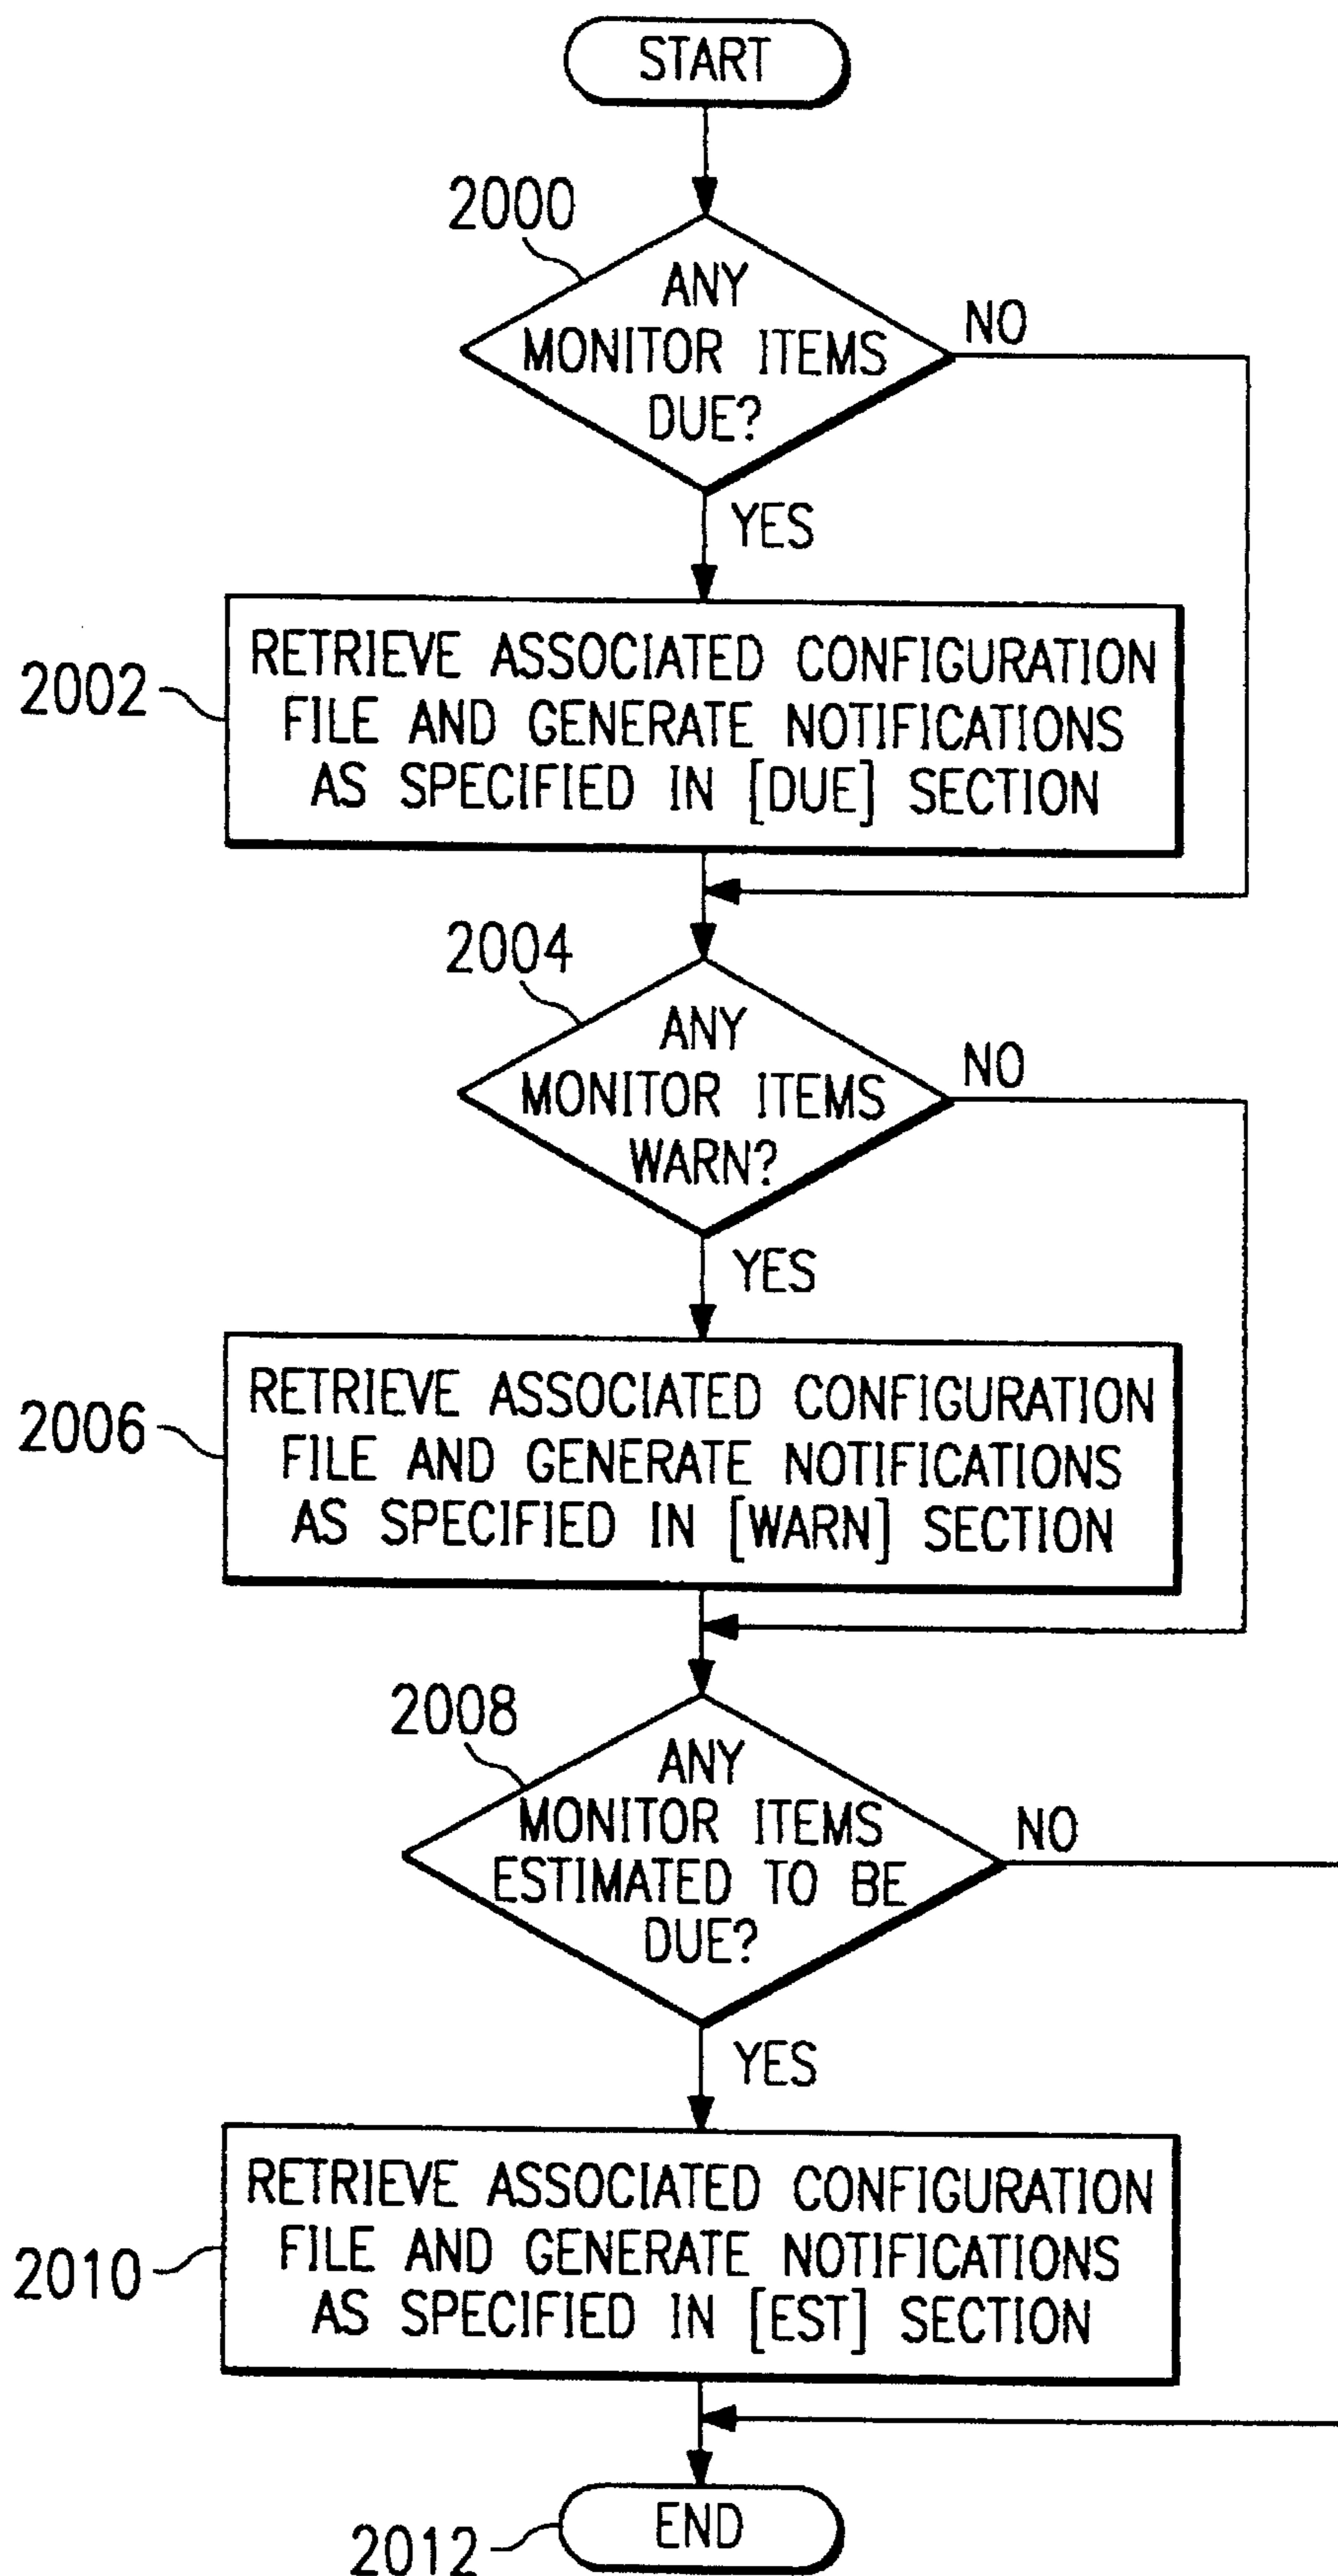 START
2000
ANY
MONITOR ITEMS
DUE?
NO
YES
2002
RETRIEVE ASSOCIATED CONFIGURATION
FILE AND GENERATE NOTIFICATIONS
AS SPECIFIED IN [DUE] SECTION
2004
ANY
MONITOR ITEMS
WARN?
NO
YES
2006
RETRIEVE ASSOCIATED CONFIGURATION
FILE AND GENERATE NOTIFICATIONS
AS SPECIFIED IN [WARN] SECTION
2008
ANY
MONITOR ITEMS
ESTIMATED TO BE
DUE?
NO
YES
2010
RETRIEVE ASSOCIATED CONFIGURATION
FILE AND GENERATE NOTIFICATIONS
AS SPECIFIED IN [EST] SECTION
2012
END